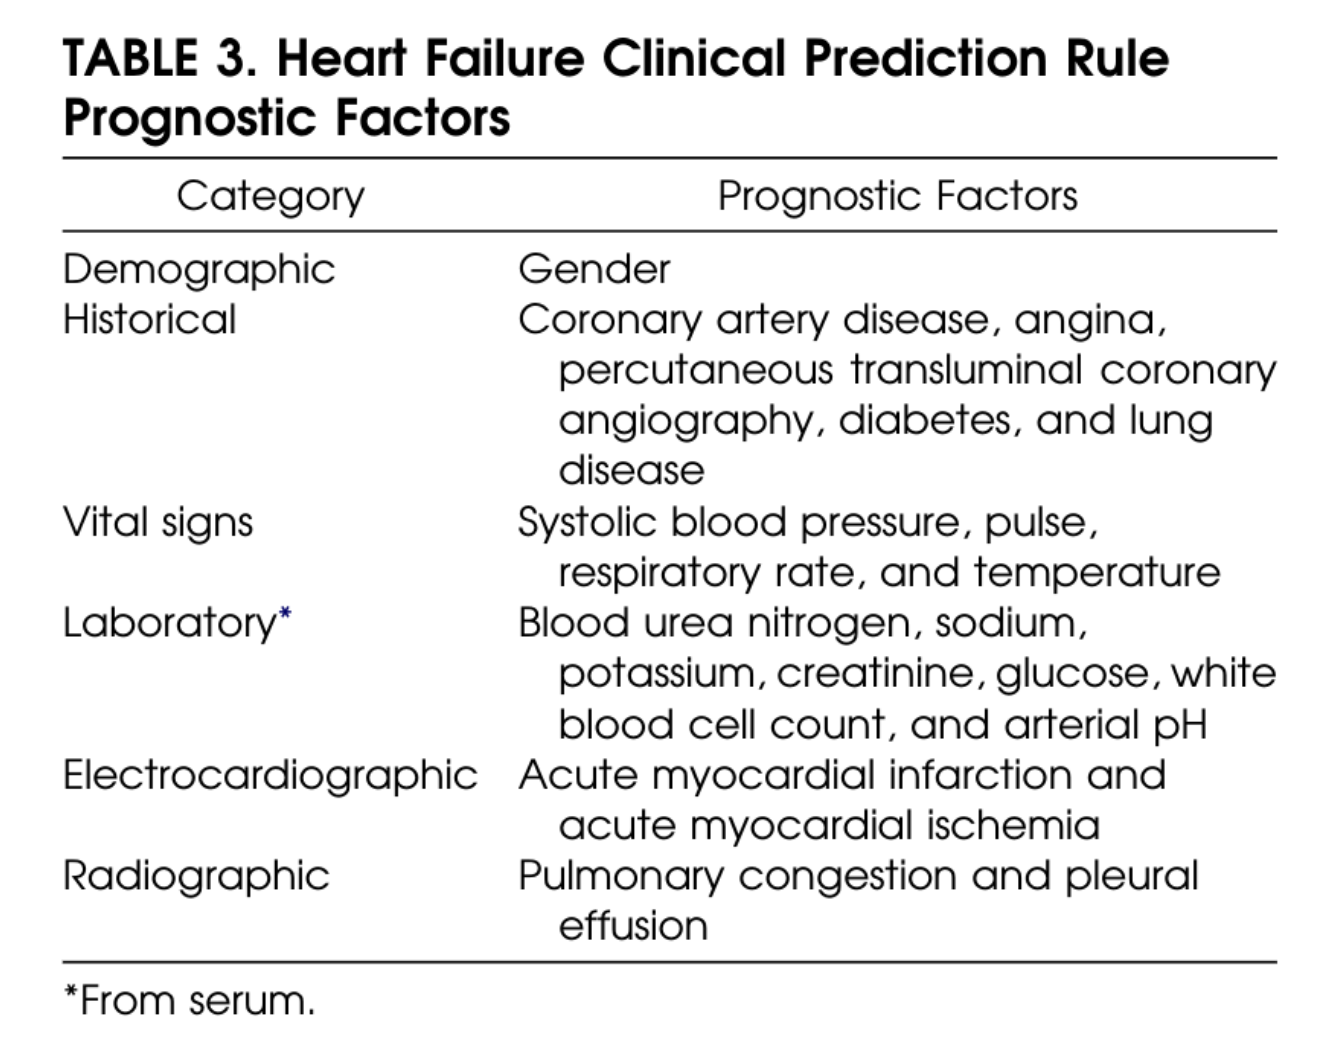 TABLE 3. Heart Failure Clinical Prediction Rule
Prognostic Factors
Category Prognostic Factors
Demographic Gender
Historical Coronary artery disease, angina,
percutaneous transluminal coronary
angiography, diabetes, and lung
disease
Vital signs Systolic blood pressure, pulse,
respiratory rate, and temperature
Laboratory* Blood urea nitrogen, sodium,
potassium, creatinine, glucose, white
blood cell count, and arterial pH
Electrocardiographic Acute myocardial infarction and
acute myocardial ischemia
Radiographic Pulmonary congestion and pleural
effusion
*From serum.